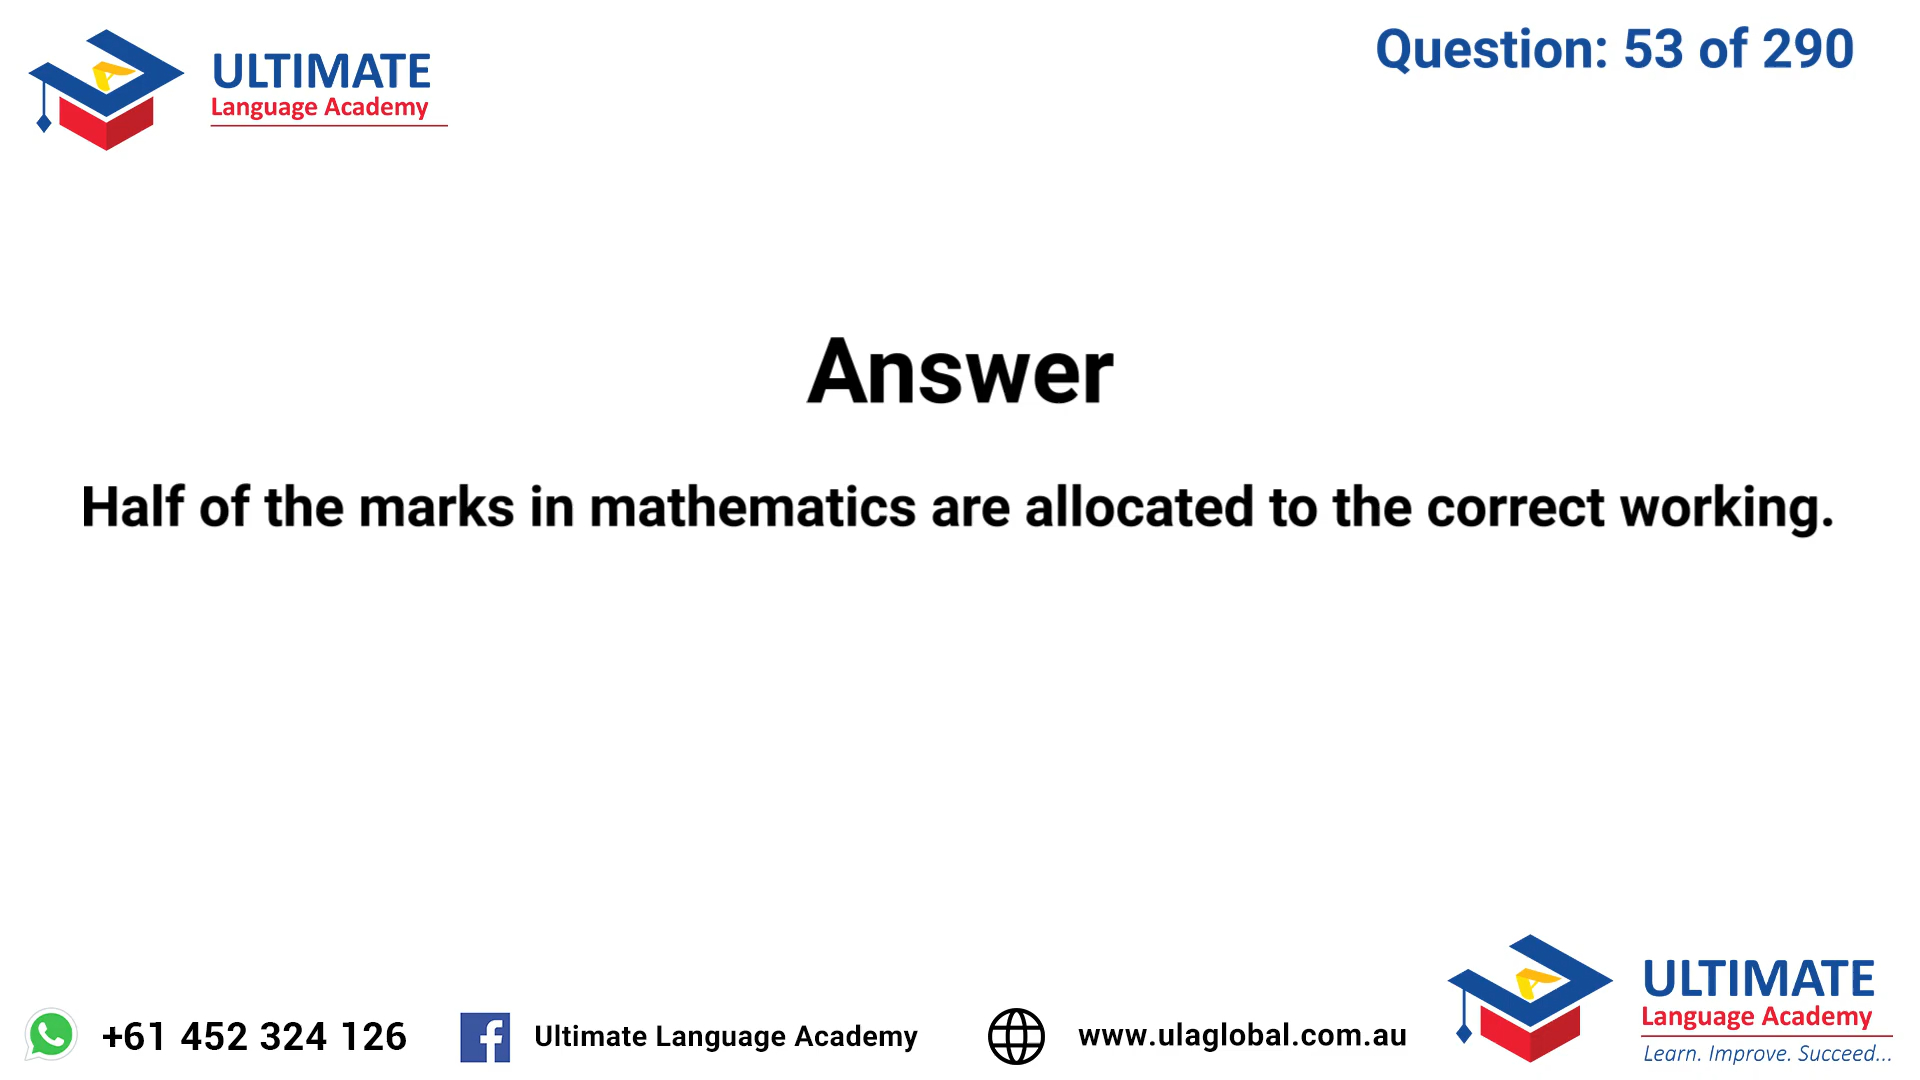 ULTIMATE
Language Academy
Question: 53 of 290
Answer
Half of the marks in mathematics are allocated to the correct working.
+61 452 324 126
Ultimate Language Academy
www.ulaglobal.com.au
ULTIMATE
Language Academy
Learn. Improve. Succeed...